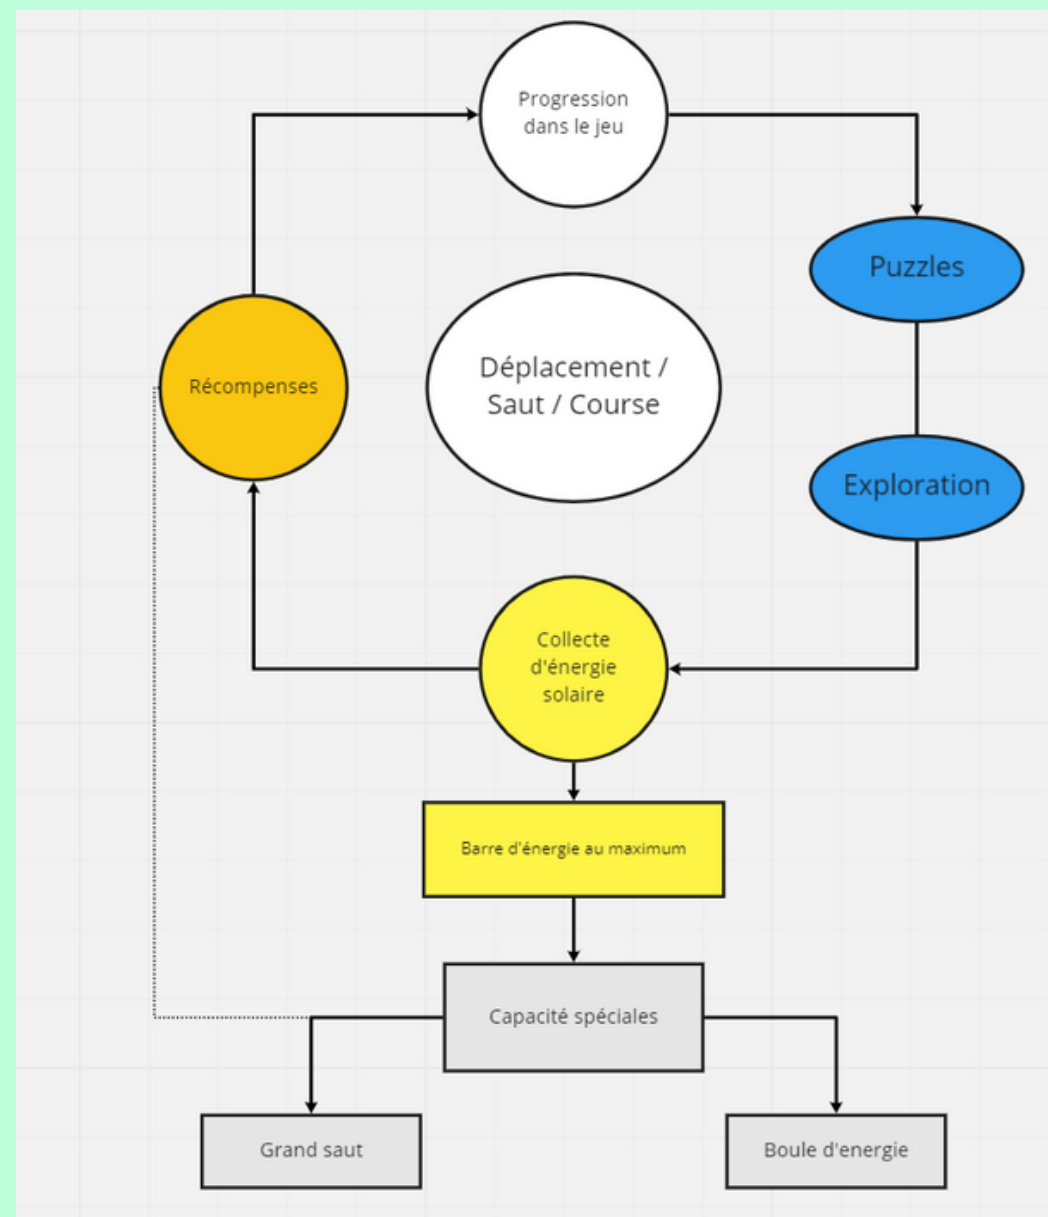 Progression
dans le jeu
Puzzles
Récompenses
Déplacement /
Saut / Course
Exploration
Collecte
d'énergie
solaire
Barre d'énergie au maximum
Capacité spéciales
Grand saut
Boule d'energie